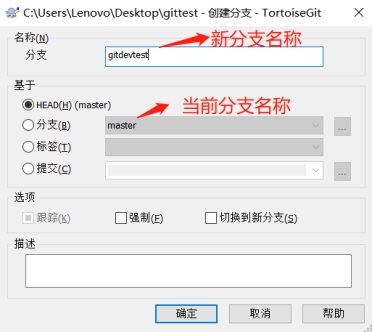 C:\Users\Lenovo\Desktop\gittest - 创建分支 - TortoiseGit
名称(N)
新分支名称
分支
gitdevtest
基于
HEAD(H) (master)
当前分支名称
分支(B)
master
...
标签(T)
提交(C)
...
选项
跟踪(K)
强制(F)
切换到新分支(S)
描述
确定
取消
帮助